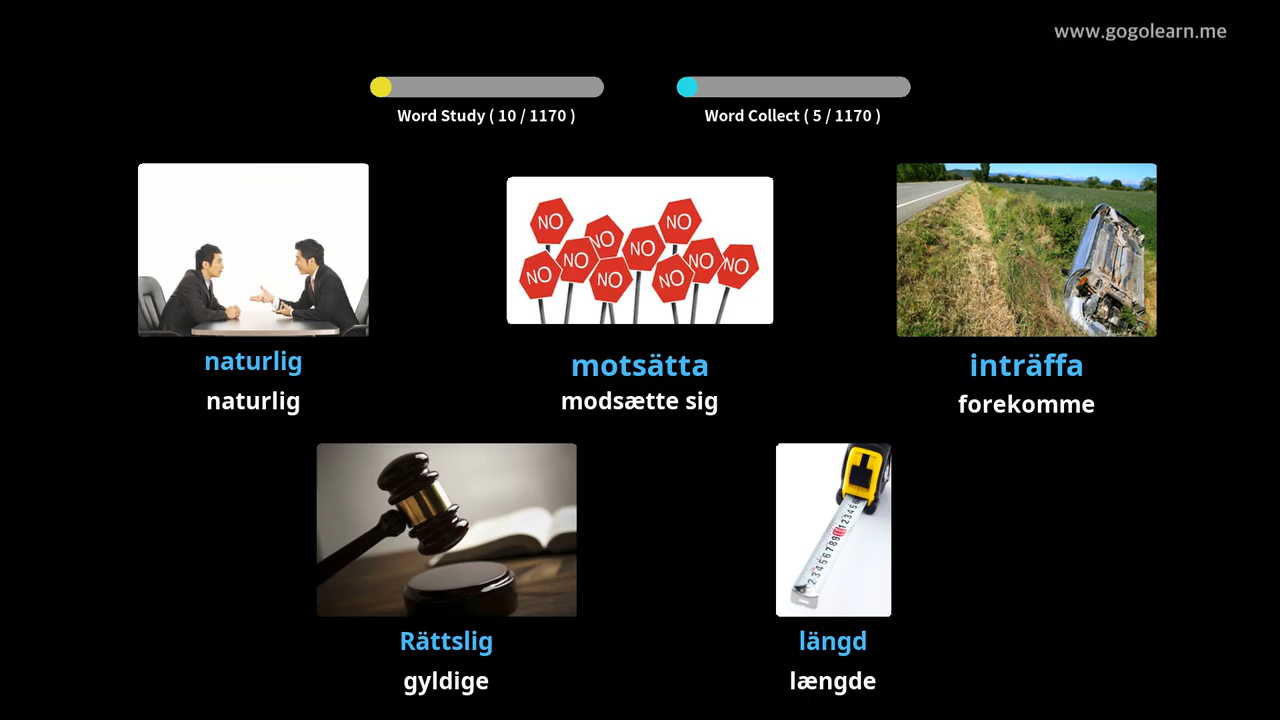 www.gogolearn.me
Word Study ( 10 / 1170 )
Word Collect ( 5 / 1170 )
NO
NO
NO
NO
NO
NO
NO
NO
NO
NO
naturlig
naturlig
motsätta
modsætte sig
inträffa
forekomme
Rättslig
gyldige
längd
længde